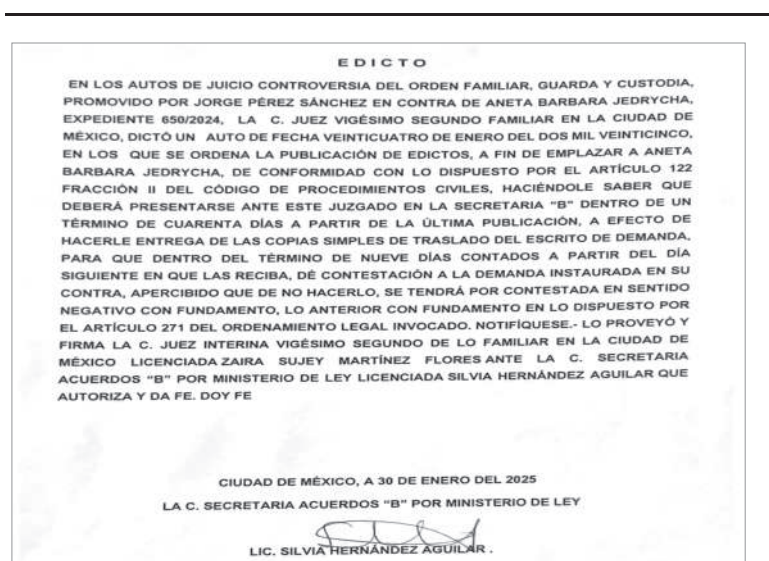 EDICTO
EN LOS AUTOS DE JUICIO CONTROVERSIA DEL ORDEN FAMILIAR, GUARDA Y CUSTODIA,
PROMOVIDO POR JORGE PÉREZ SÁNCHEZ EN CONTRA DE ANETA BARBARA JEDRYCHA,
EXPEDIENTE 650/2024, LA C. JUEZ VIGÉSIMO SEGUNDO FAMILIAR EN LA CIUDAD DE
MÉXICO, DICTÓ UN AUTO DE FECHA VEINTICUATRO DE ENERO DEL DOS MIL VEINTICINCO,
EN LOS QUE SE ORDENA LA PUBLICACIÓN DE EDICTOS, A FIN DE EMPLAZAR A ANETA
BARBARA JEDRYCHA, DE CONFORMIDAD CON LO DISPUESTO POR EL ARTÍCULO 122
FRACCIÓN II DEL CÓDIGO DE PROCEDIMIENTOS CIVILES, HACIÉNDOLE SABER QUE
DEBERÁ PRESENTARSE ANTE ESTE JUZGADO EN LA SECRETARIA "B" DENTRO DE UN
TÉRMINO DE CUARENTA DÍAS A PARTIR DE LA ÚLTIMA PUBLICACIÓN, A EFECTO DE
HACERLE ENTREGA DE LAS COPIAS SIMPLES DE TRASLADO DEL ESCRITO DE DEMANDA,
PARA QUE DENTRO DEL TÉRMINO DE NUEVE DÍAS CONTADOS A PARTIR DEL DÍA
SIGUIENTE EN QUE LAS RECIBA, DÉ CONTESTACIÓN A LA DEMANDA INSTAURADA EN SU
CONTRA, APERCIBIDO QUE DE NO HACERLO, SE TENDRÁ POR CONTESTADA EN SENTIDO
NEGATIVO CON FUNDAMENTO, LO ANTERIOR CON FUNDAMENTO EN LO DISPUESTO POR
EL ARTÍCULO 271 DEL ORDENAMIENTO LEGAL INVOCADO. NOTIFÍQUESE.- LO PROVEYÓ Y
FIRMA LA C. JUEZ INTERINA VIGÉSIMO SEGUNDO DE LO FAMILIAR EN LA CIUDAD DE
MÉXICO LICENCIADA ZAIRA SUJEY MARTÍNEZ FLORES ANTE LA C. SECRETARIA
ACUERDOS "B" POR MINISTERIO DE LEY LICENCIADA SILVIA HERNÁNDEZ AGUILAR QUE
AUTORIZA Y DA FE. DOY FE
CIUDAD DE MÉXICO, A 30 DE ENERO DEL 2025
LA C. SECRETARIA ACUERDOS "B" POR MINISTERIO DE LEY
LIC. SILVIA HERNÁNDEZ AGUILAR .